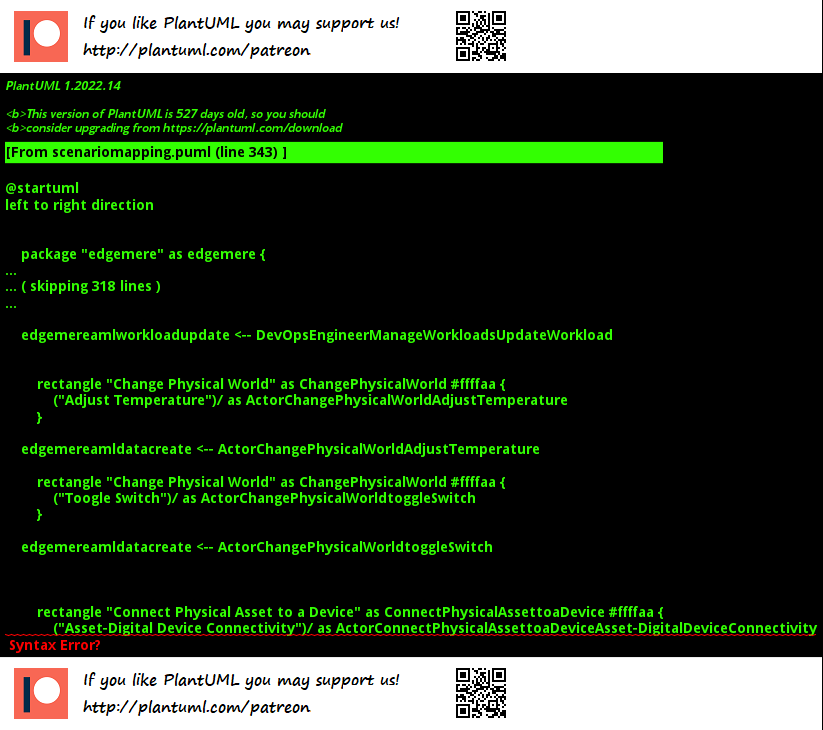 If you like PlantUML you may support us!
http://plantuml.com/patreon
PlantUML 1.2022.14
<b>This version of PlantUML is 527 days old, so you should
<b>consider upgrading from https://plantuml.com/download
[From scenariomapping.puml (line 343) ]
@startuml
left to right direction
package "edgemere" as edgemere {
...
... ( skipping 318 lines )
...
edgemereamlworkloadupdate <-- DevOpsEngineerManageWorkloadsUpdateWorkload
rectangle "Change Physical World" as ChangePhysicalWorld #ffffaa {
("Adjust Temperature")/ as ActorChangePhysicalWorldAdjustTemperature
}
edgemereamldatacreate <-- ActorChangePhysicalWorldAdjustTemperature
rectangle "Change Physical World" as ChangePhysicalWorld #ffffaa {
("Toogle Switch")/ as ActorChangePhysicalWorldtoggleSwitch
}
edgemereamldatacreate <-- ActorChangePhysicalWorldtoggleSwitch
rectangle "Connect Physical Asset to a Device" as ConnectPhysicalAssettoaDevice #ffffaa {
("Asset-Digital Device Connectivity")/ as ActorConnectPhysicalAssettoaDeviceAsset-DigitalDeviceConnectivity
Syntax Error?
If you like PlantUML you may support us!
http://plantuml.com/patreon